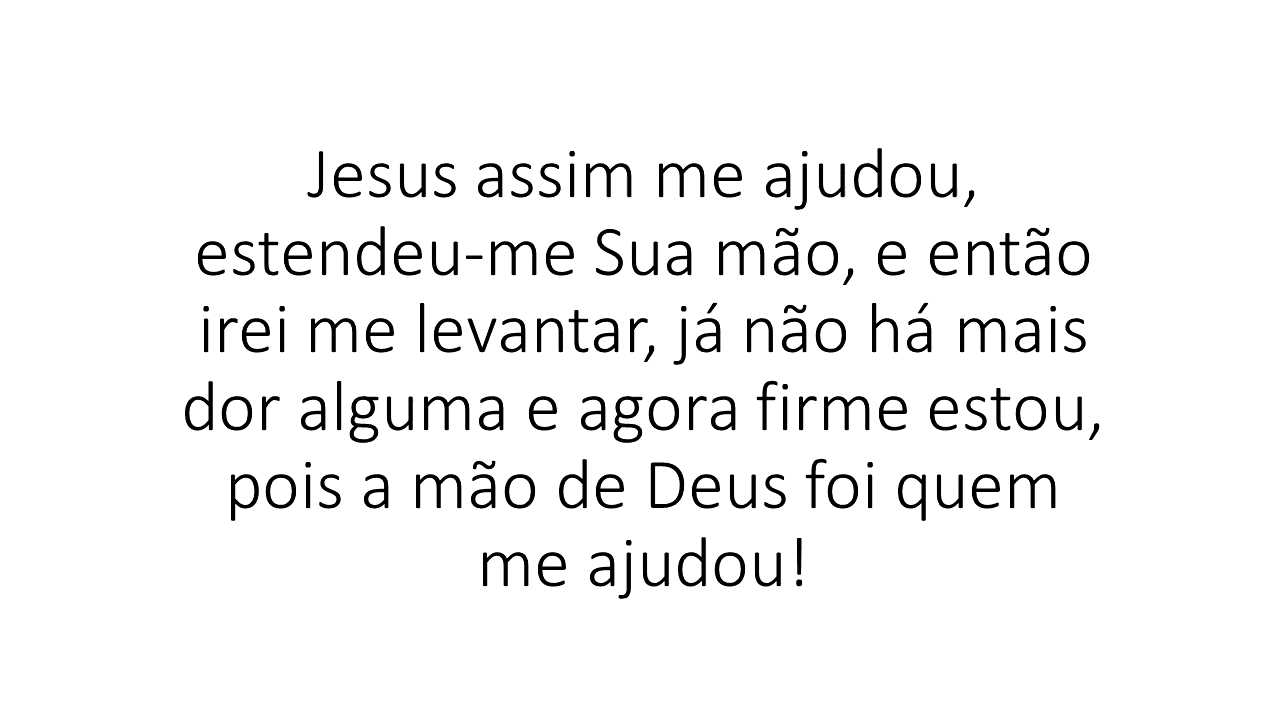 Jesus assim me ajudou,
estendeu-me Sua mão, e então
irei me levantar, já não há mais
dor alguma e agora firme estou,
pois a mão de Deus foi quem
me ajudou!